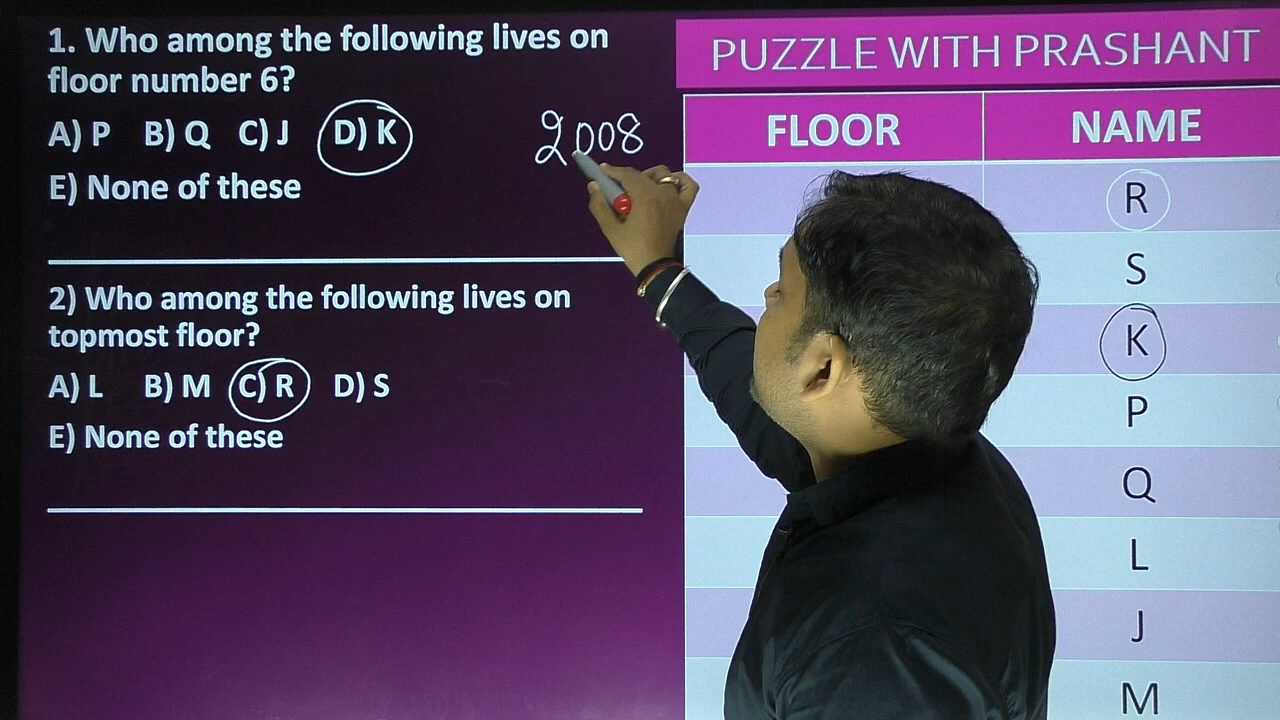 1. Who among the following lives on
floor number 6?
A) P B) Q C) J D) K
E) None of these
2008
2) Who among the following lives on
topmost floor?
A) L B) M C) R D) S
E) None of these
PUZZLE WITH PRASHANT
FLOOR NAME
R
S
K
P
Q
L
J
M